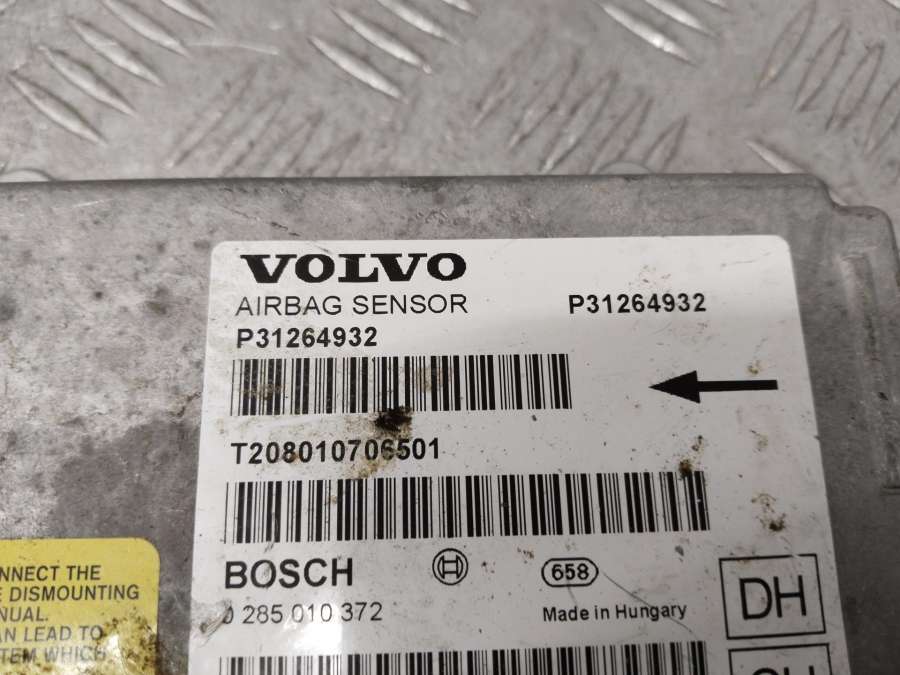 VOLVO
AIRBAG SENSOR P31264932
P31264932
T208010706501
BOSCH 658
0 285 010 372 Made in Hungary
DH
NNECT THE
DISMOUNTING
NUAL.
AN LEAD TO
TEM WHICH